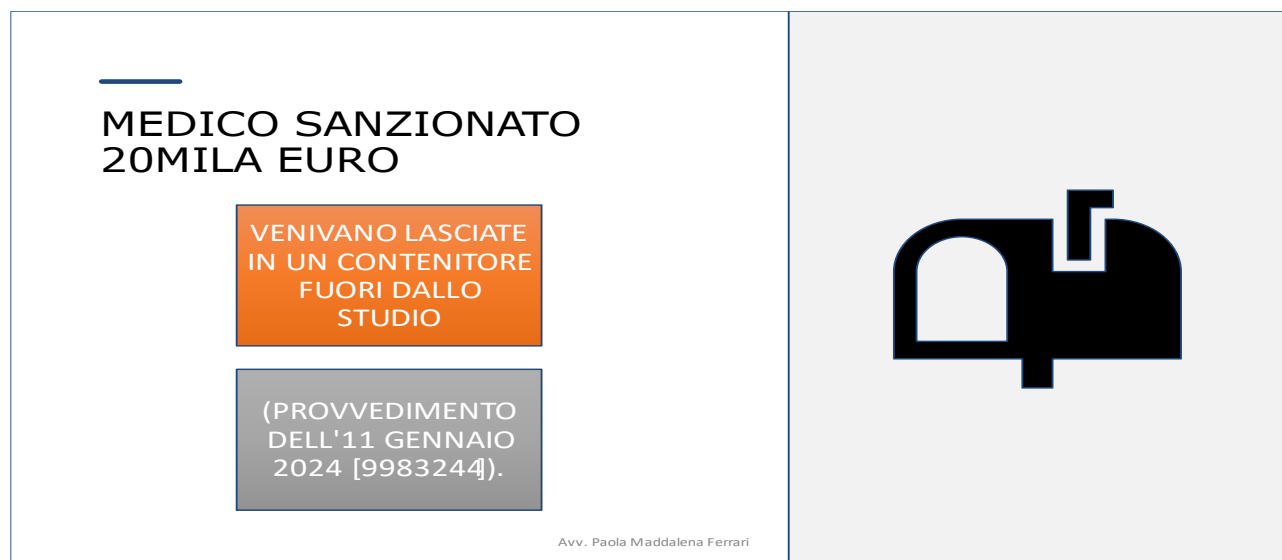 MEDICO SANZIONATO
20MILA EURO
VENIVANO LASCIATE
IN UN CONTENITORE
FUORI DALLO
STUDIO
(PROVVEDIMENTO
DELL'11 GENNAIO
2024 [9983244]).
Avv. Paola Maddalena Ferrari